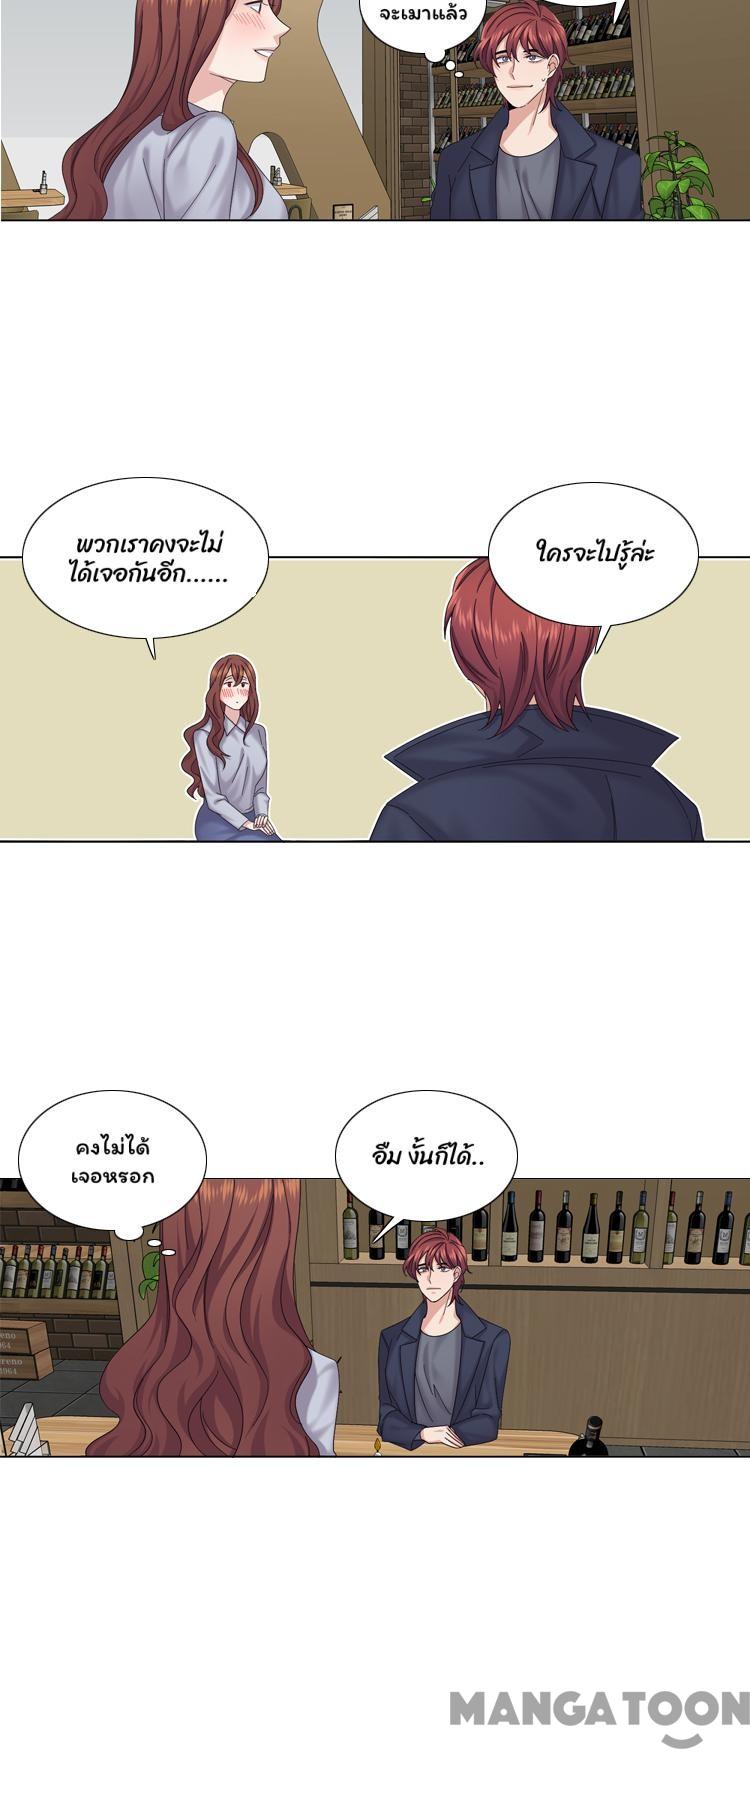 จะเมาแล้ว
พวกเราคงจะไม่
ได้เจอกันอีก......
ใครจะไปรู้ล่ะ
คงไม่ได้
เจอหรอก
อืม งั้นก็ได้..
1964
MANGATOON